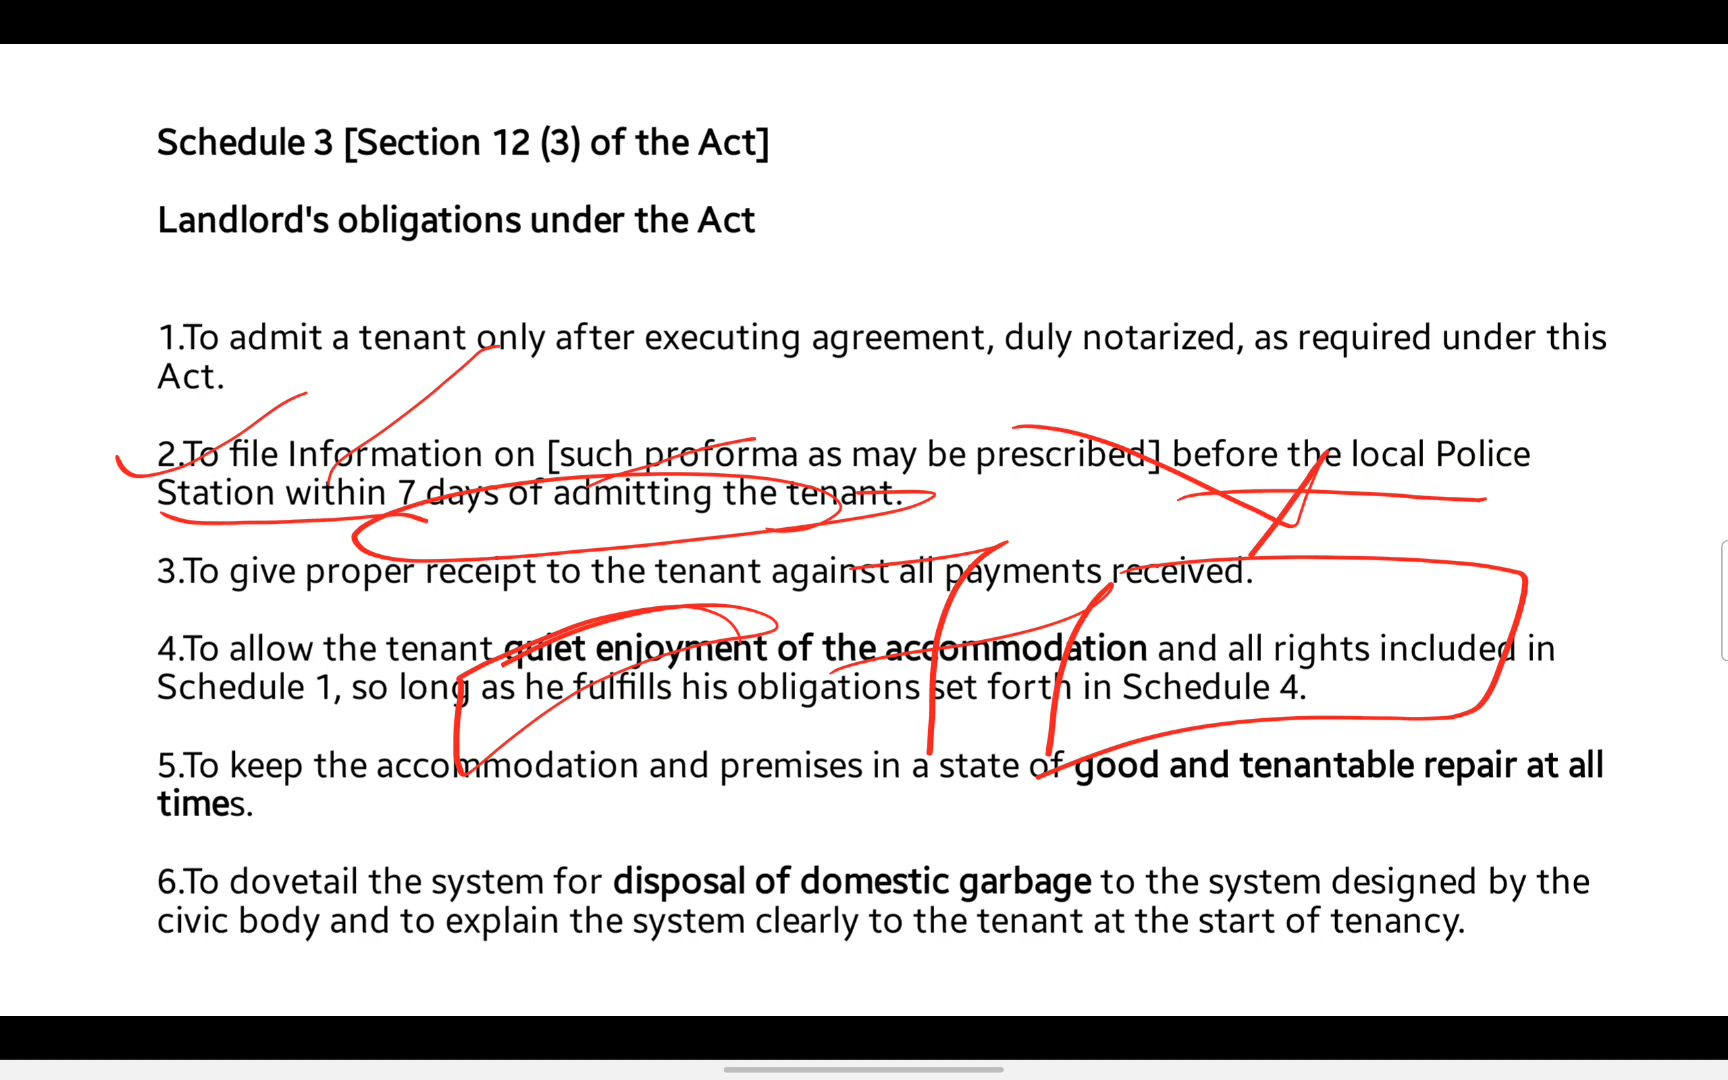 Schedule 3 [Section 12 (3) of the Act]
Landlord's obligations under the Act
1.To admit a tenant only after executing agreement, duly notarized, as required under this
Act.
2.To file Information on [such proforma as may be prescribed] before the local Police
Station within 7 days of admitting the tenant.
3.To give proper receipt to the tenant against all payments received.
4.To allow the tenant quiet enjoyment of the accommodation and all rights included in
Schedule 1, so long as he fulfills his obligations set forth in Schedule 4.
5.To keep the accommodation and premises in a state of good and tenantable repair at all
times.
6.To dovetail the system for disposal of domestic garbage to the system designed by the
civic body and to explain the system clearly to the tenant at the start of tenancy.